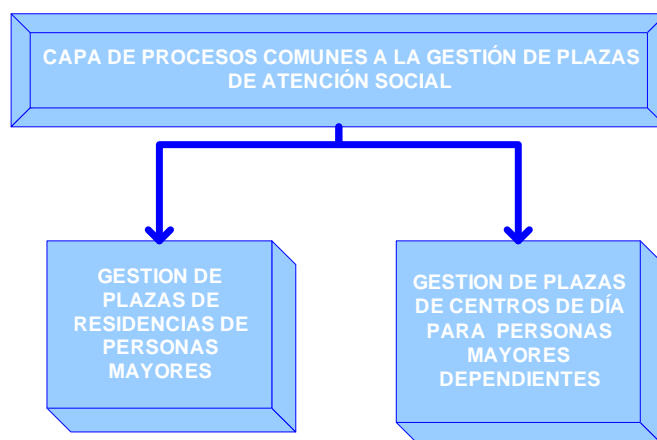 CAPA DE PROCESOS COMUNES A LA GESTIÓN DE PLAZAS
DE ATENCIÓN SOCIAL
GESTION DE
PLAZAS DE
RESIDENCIAS DE
PERSONAS
MAYORES
GESTION DE PLAZAS
DE CENTROS DE DÍA
PARA PERSONAS
MAYORES
DEPENDIENTES